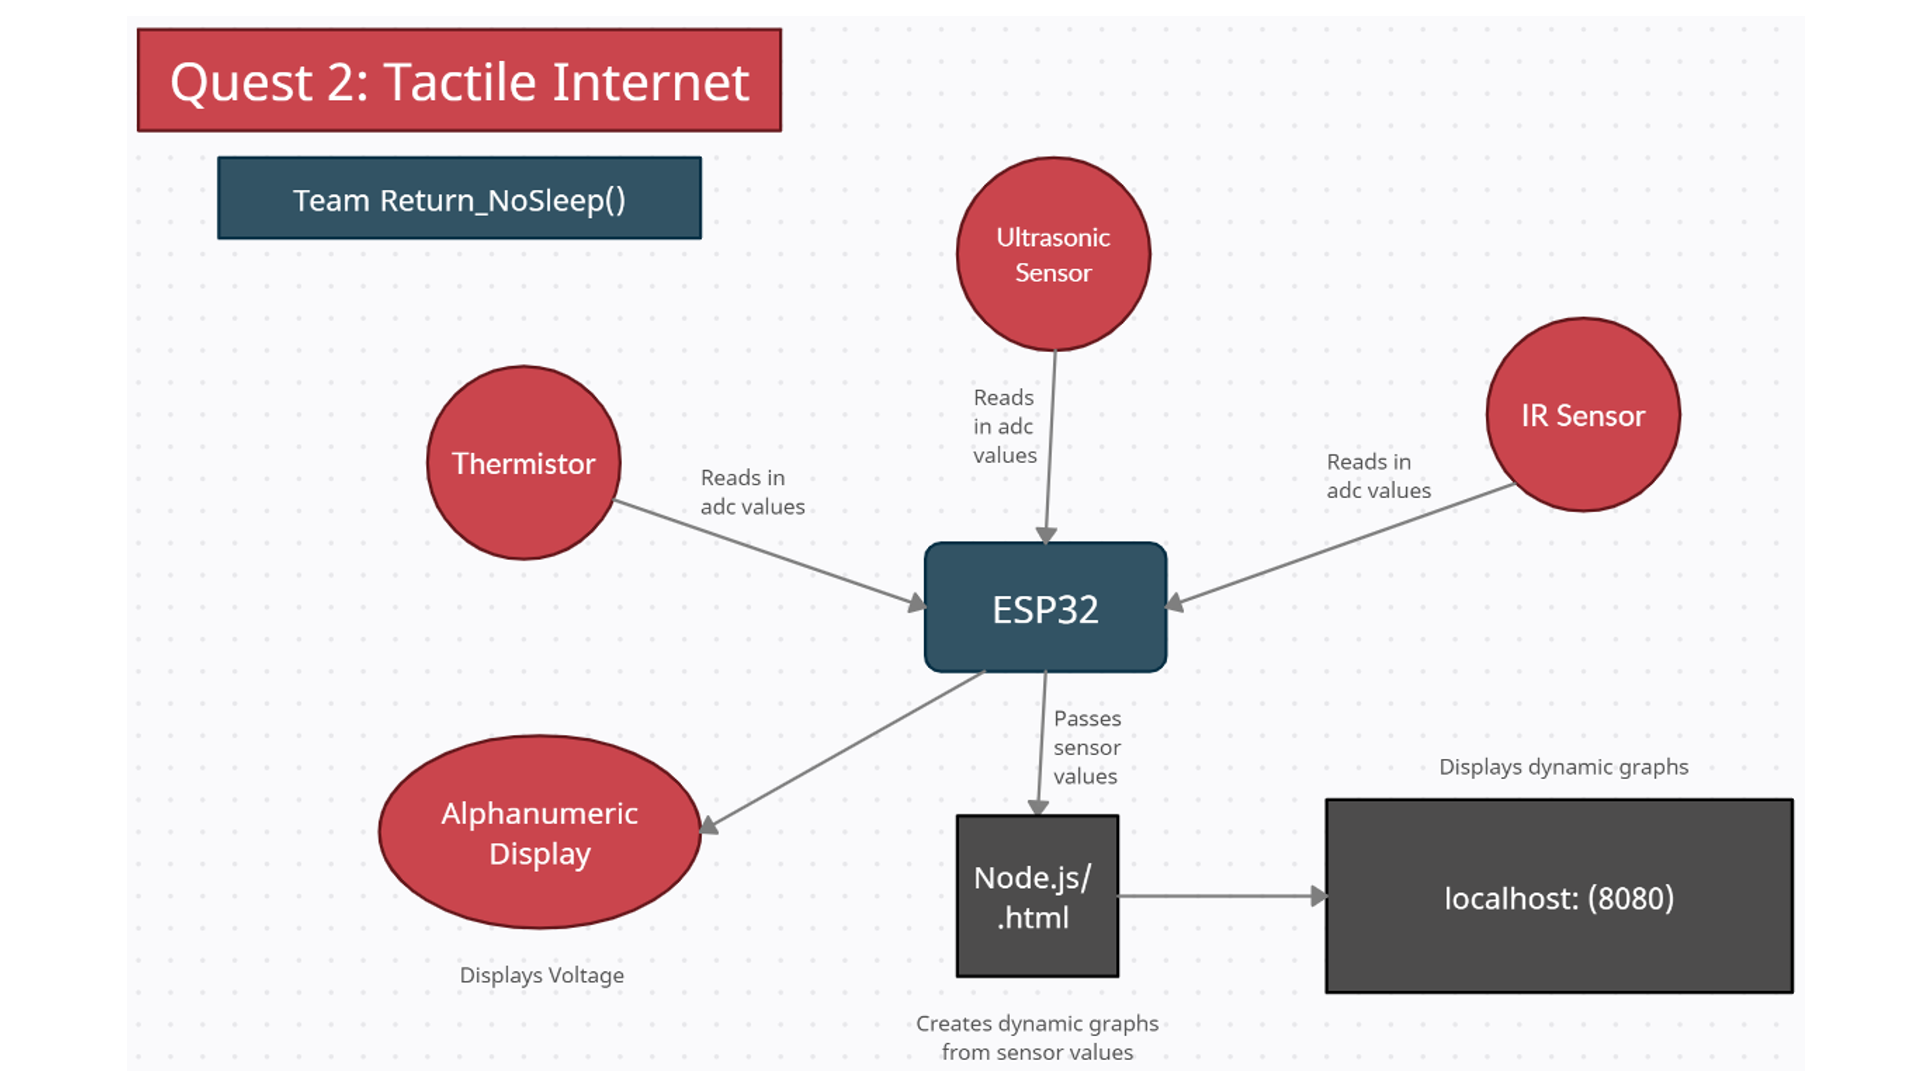 Quest 2: Tactile Internet
Team Return_NoSleep()
Ultrasonic
Sensor
IR Sensor
Thermistor
Reads in
adc values
Reads
in adc
values
Reads in
adc values
ESP32
Passes
sensor
values
Alphanumeric
Display
Displays Voltage
Node.js/
.html
Creates dynamic graphs
from sensor values
Displays dynamic graphs
localhost: (8080)